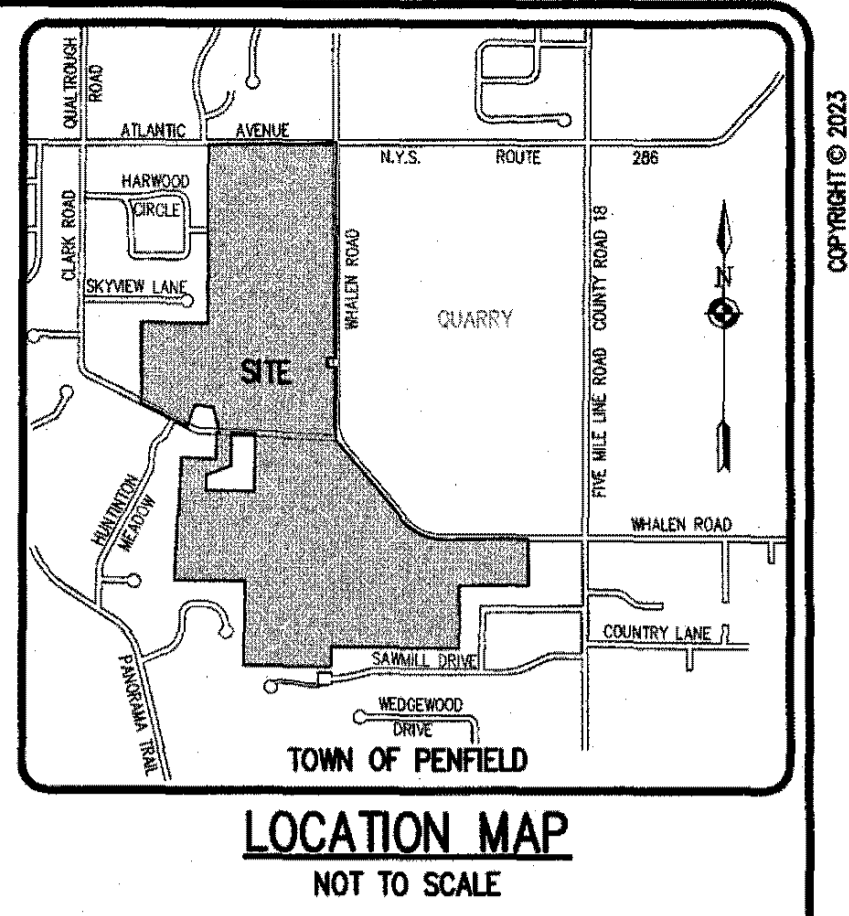 QUALTROUGH
ROAD
ATLANTIC AVENUE
N.Y.S. ROUTE 286
HARWOOD
CIRCLE
CLARK ROAD
SKYVIEW LANE
WHALEN ROAD
QUARRY
FIVE MILE LINE ROAD COUNTY ROAD 18
N
SITE
HUNTINTON
MEADOW
WHALEN ROAD
COUNTRY LANE
SAWMILL DRIVE
PANORAMA TRAIL
WEDGEWOOD
DRIVE
TOWN OF PENFIELD
LOCATION MAP
NOT TO SCALE
COPYRIGHT © 2023